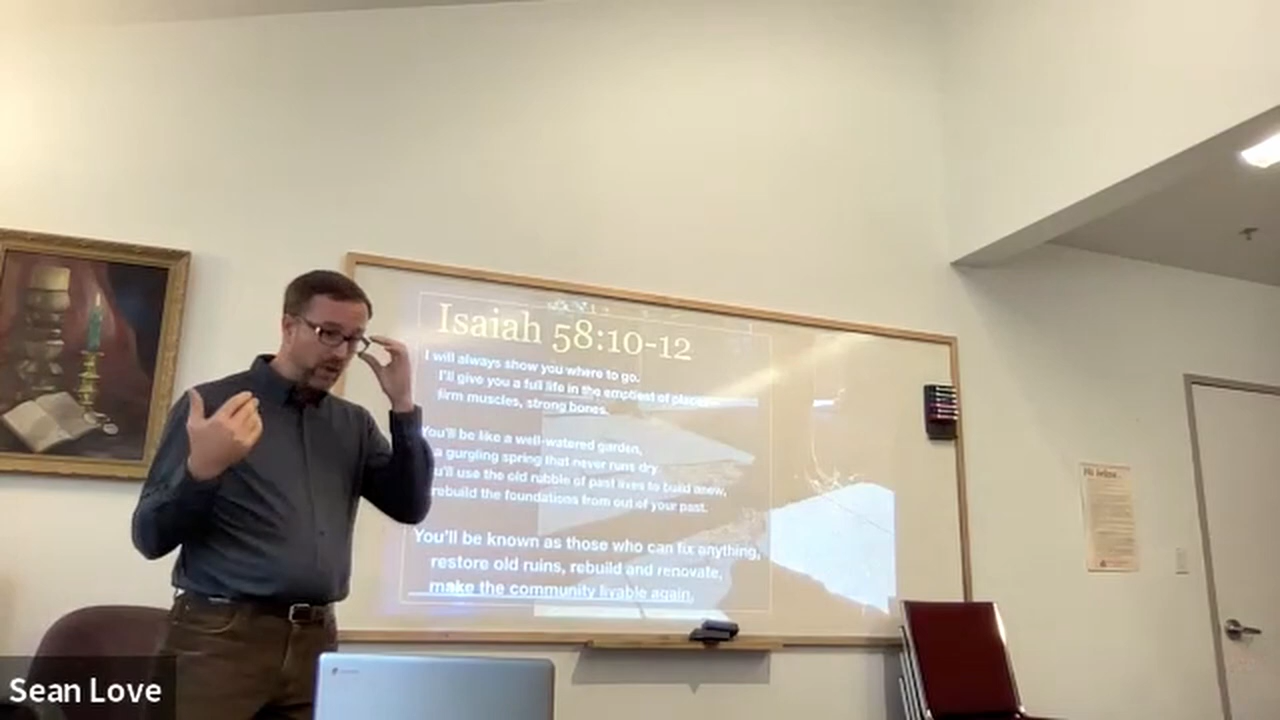 Isaiah 58:10-12
I will always show you where to go.
I'll give you a full life in the emptiest of places
firm muscles, strong bones.
You'll be like a well-watered garden,
a gurgling spring that never runs dry
you'll use the old rubble of past lives to build anew,
rebuild the foundations from out of your past.
You'll be known as those who can fix anything,
restore old ruins, rebuild and renovate,
make the community livable again.
Sean Love